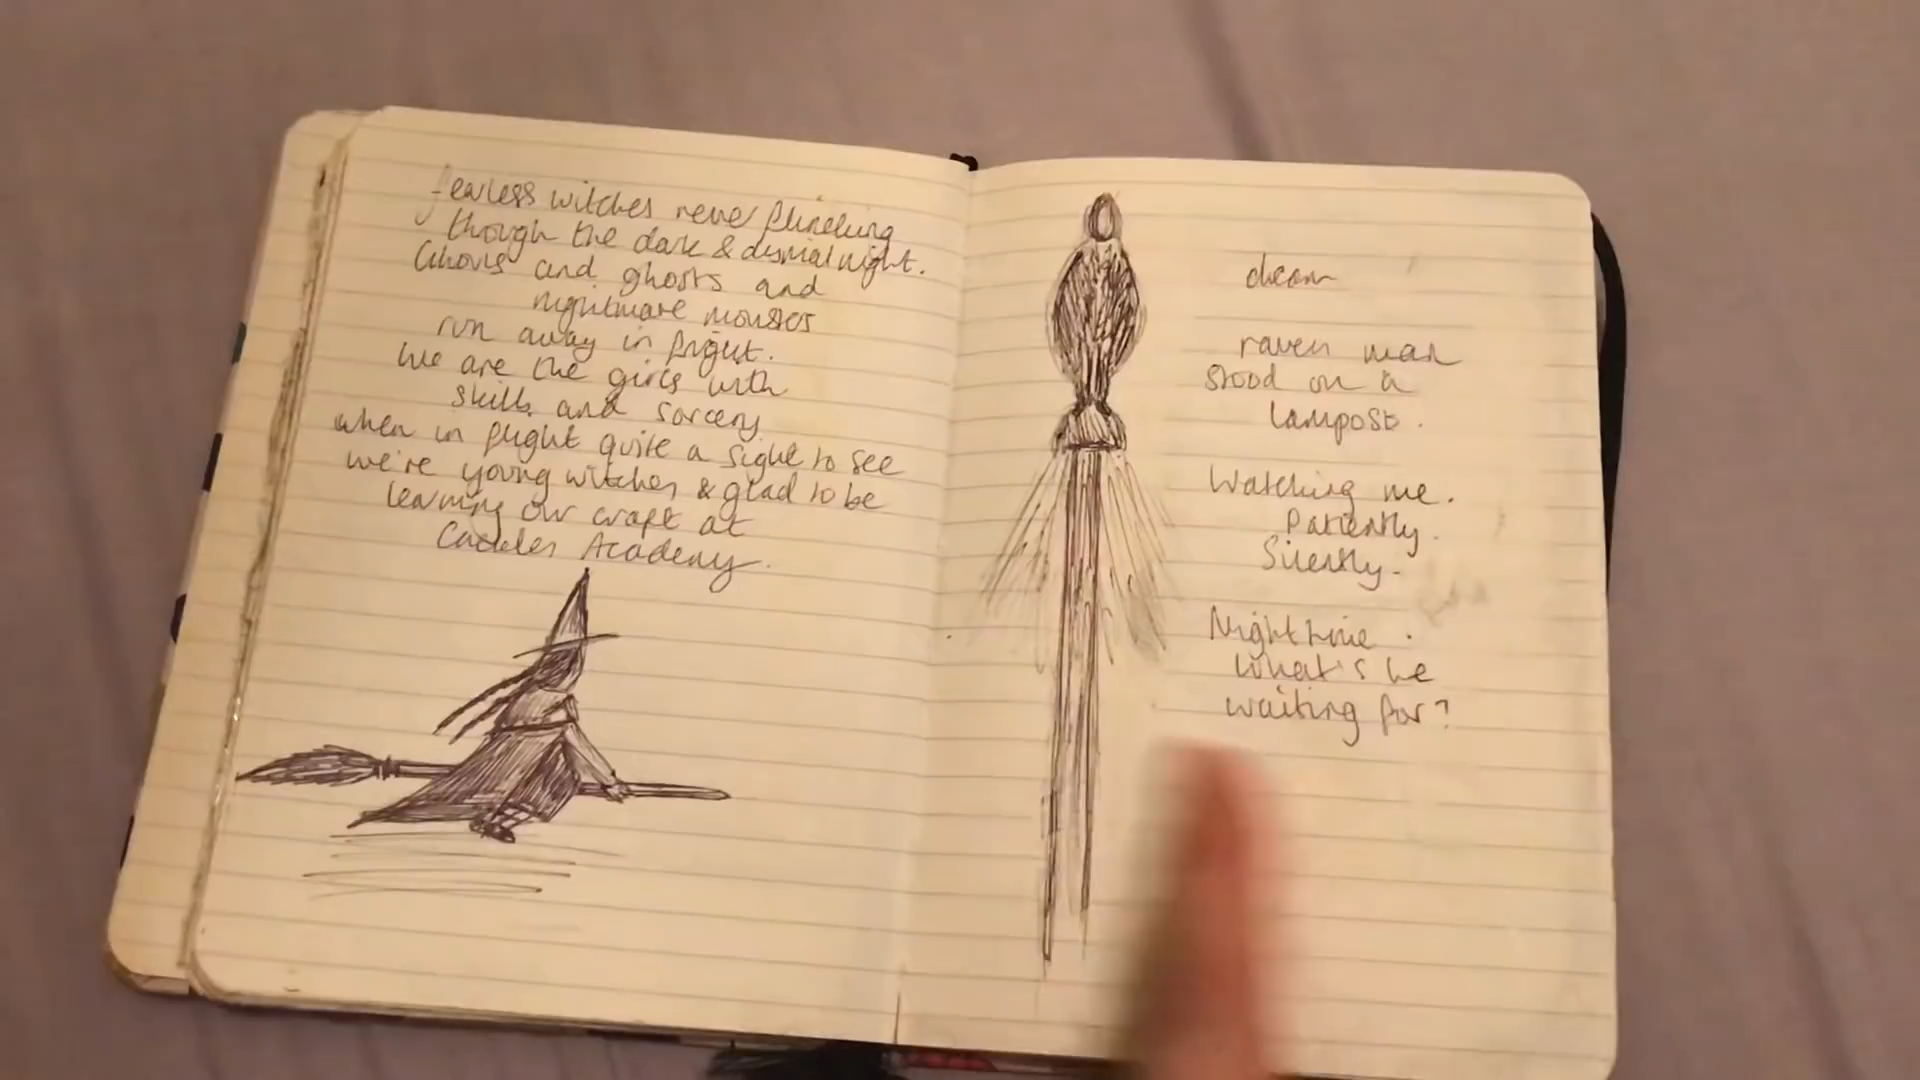 fearless witches never flinching
though the dark & dismal night.
Ghouls and ghosts and
nightmare monsters
run away in fright.
We are the girls with
skills and sorcery
when in flight quite a sight to see
we're young witches & glad to be
learning our craft at
Cackles Academy.
dream
raven man
stood on a
lampost.
Watching me.
Patiently.
Silently.
Nighttime.
What's he
waiting for?